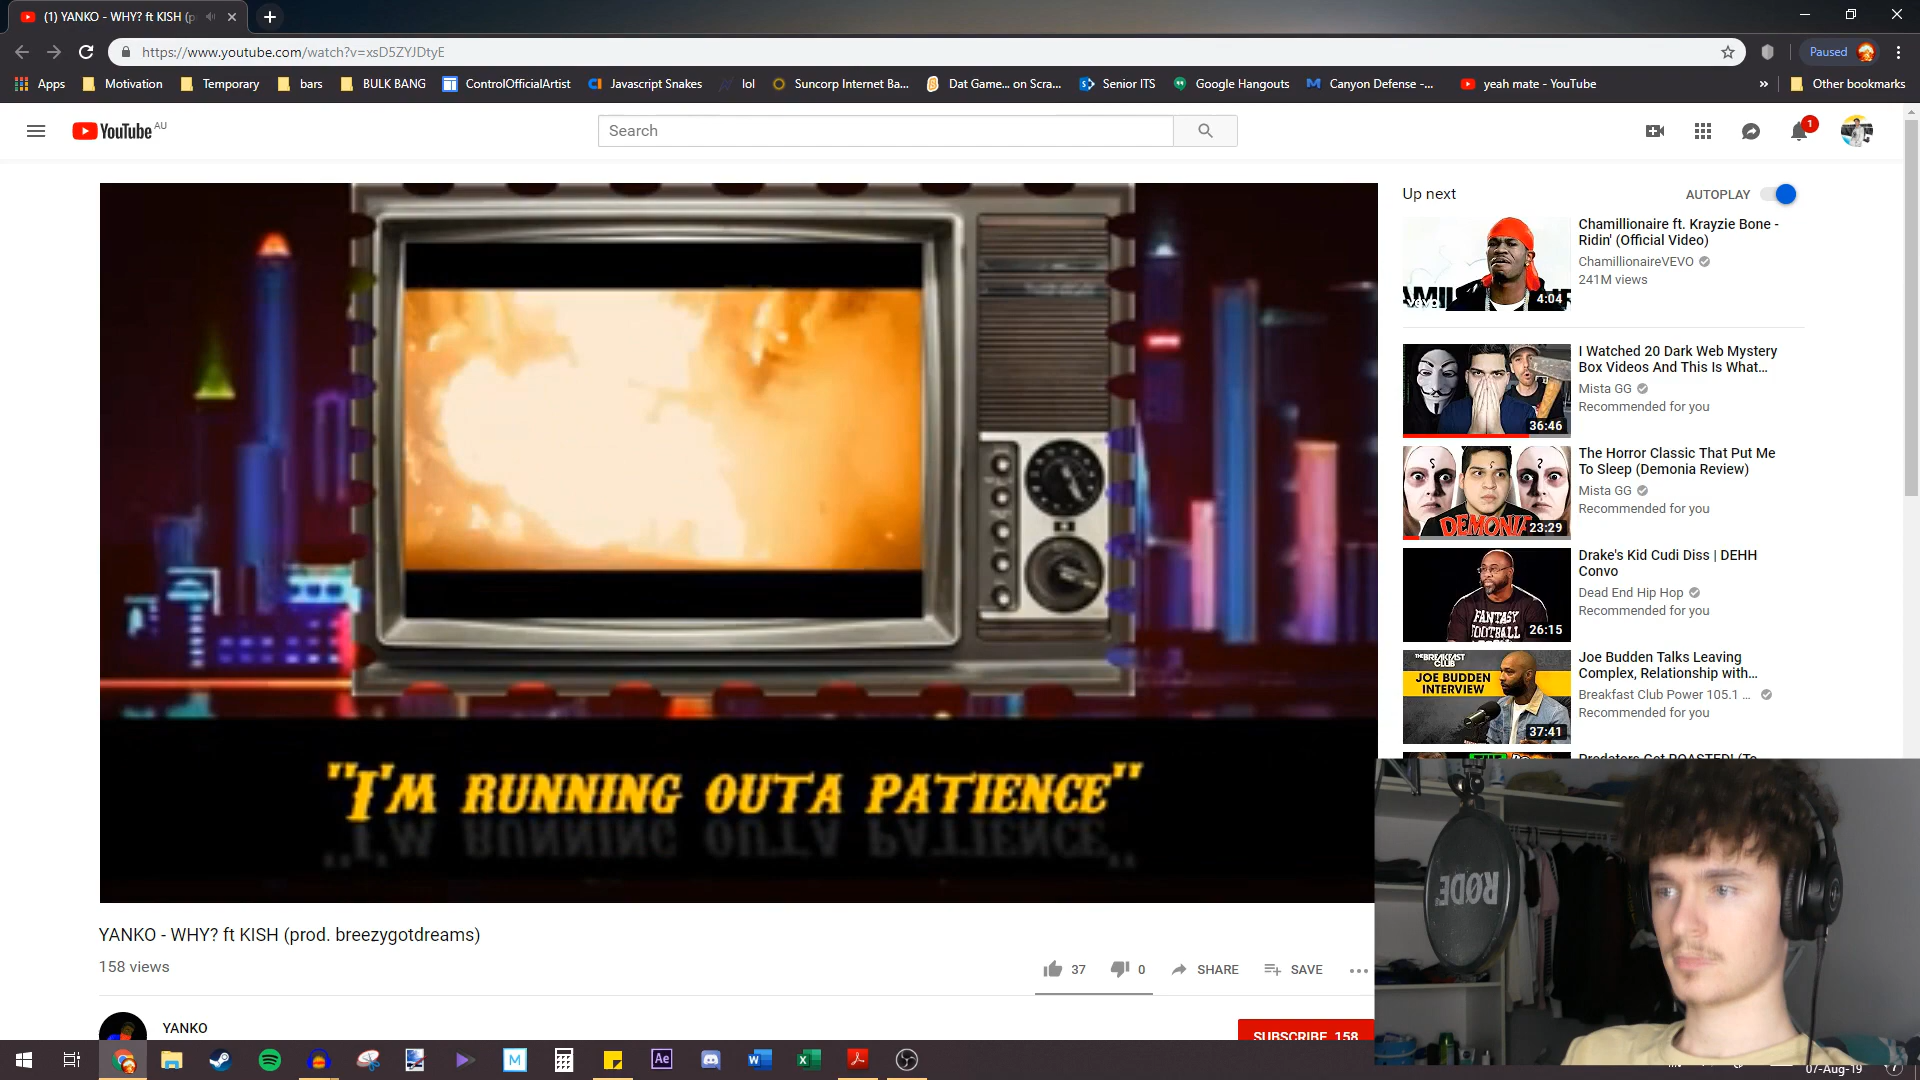 (1) YANKO - WHY? ft KISH (p
https://www.youtube.com/watch?v=xsD5ZYJDtyE
Paused
Apps
Motivation
Temporary
bars
BULK BANG
ControlOfficialArtist
Javascript Snakes
lol
Suncorp Internet Ba...
Dat Game... on Scra...
Senior ITS
Google Hangouts
Canyon Defense -...
yeah mate - YouTube
»
Other bookmarks
YouTube AU
Search
1
Up next
AUTOPLAY
Chamillionaire ft. Krayzie Bone -
Ridin' (Official Video)
ChamillionaireVEVO
241M views
4:04
I Watched 20 Dark Web Mystery
Box Videos And This Is What...
Mista GG
Recommended for you
36:46
The Horror Classic That Put Me
To Sleep (Demonia Review)
Mista GG
Recommended for you
DEMONIA
23:29
Drake's Kid Cudi Diss | DEHH
Convo
Dead End Hip Hop
Recommended for you
FANTASY
FOOTBALL
26:15
Joe Budden Talks Leaving
Complex, Relationship with...
Breakfast Club Power 105.1 ...
Recommended for you
THE BREAKFAST
CLUB
JOE BUDDEN
INTERVIEW
37:41
Predators Get ROASTED! (To
"I'M RUNNING OUTA PATIENCE"
RØDE
YANKO - WHY? ft KISH (prod. breezygotdreams)
158 views
37
0
SHARE
SAVE
YANKO
SUBSCRIBE 158
Ae
07-Aug-19